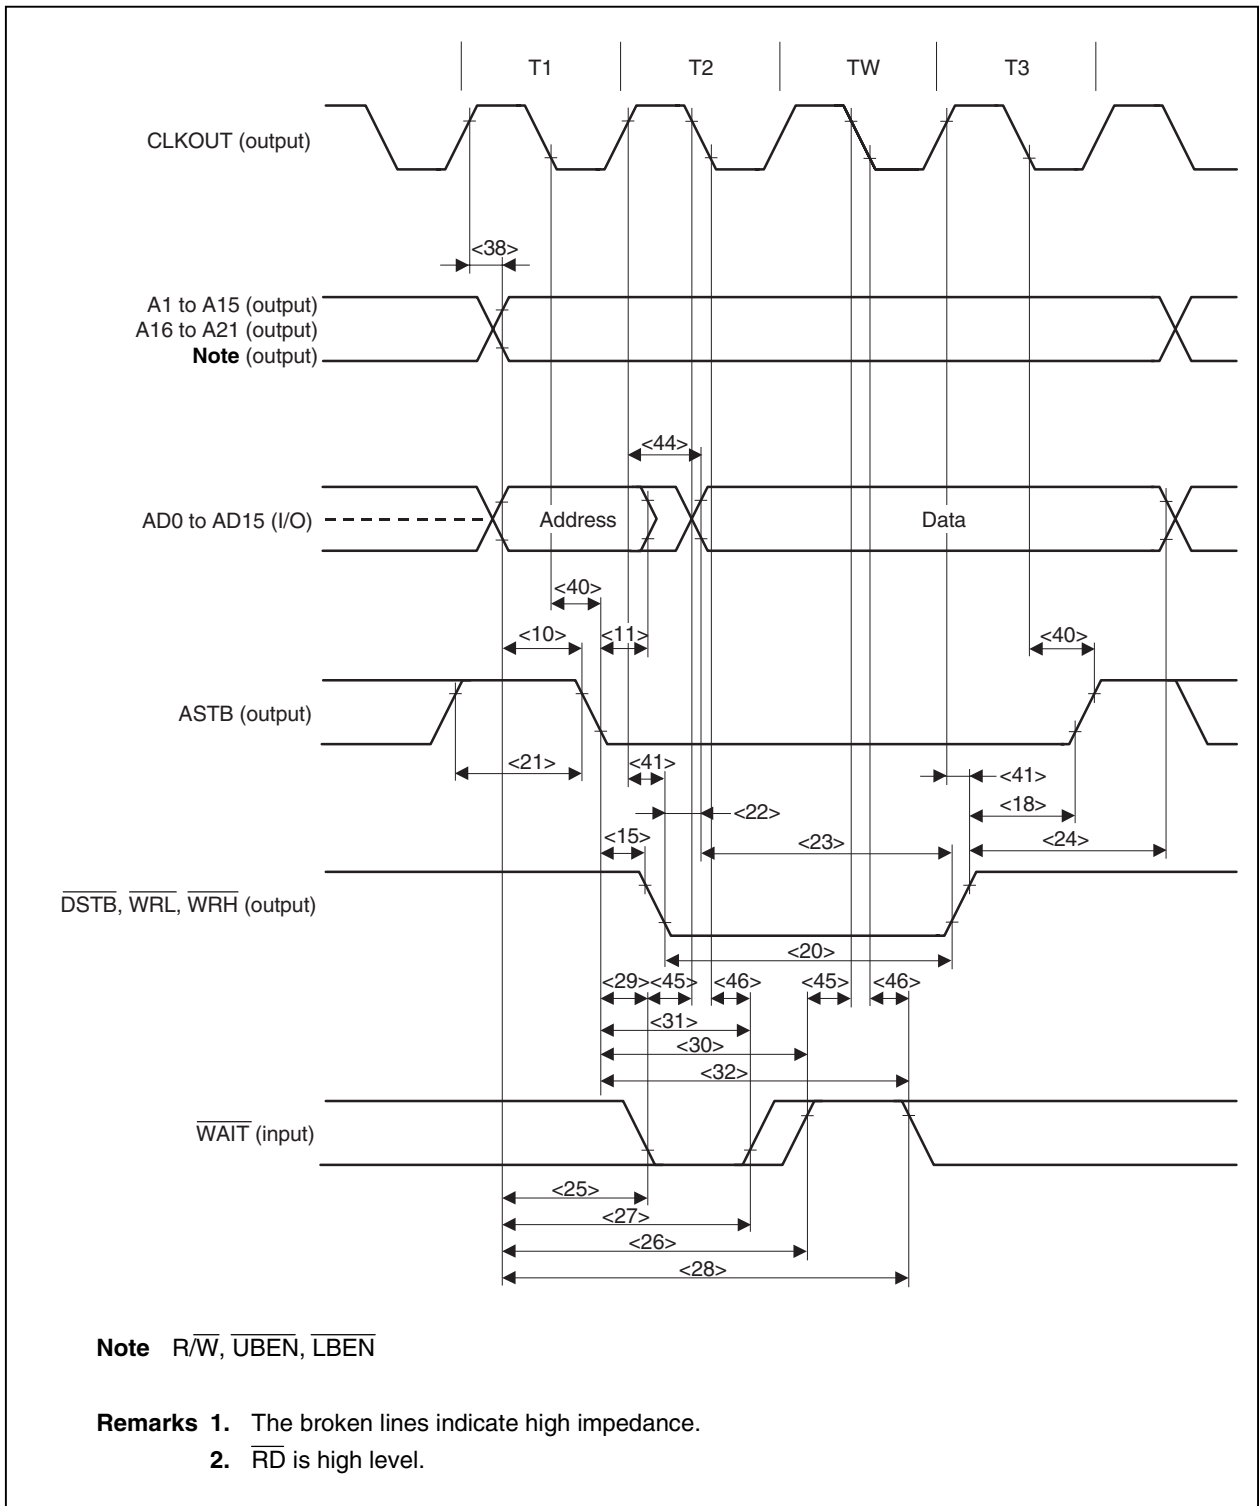 T1 T2 TW T3
CLKOUT (output)
<38>
A1 to A15 (output)
A16 to A21 (output)
Note (output)
<44>
AD0 to AD15 (I/O) Address Data
<40>
<10> <11> <40>
ASTB (output)
<21> <41> <41>
<22> <18>
<15> <23> <24>
DSTB, WRL, WRH (output)
<20>
<29> <45> <46> <45> <46>
<31>
<30>
<32>
WAIT (input)
<25>
<27>
<26>
<28>
Note R/W, UBEN, LBEN
Remarks 1. The broken lines indicate high impedance.
2. RD is high level.